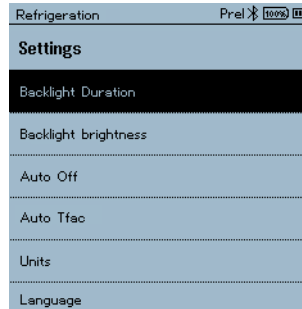 Refrigeration Prel 100%
Settings
Backlight Duration
Backlight brightness
Auto Off
Auto Tfac
Units
Language